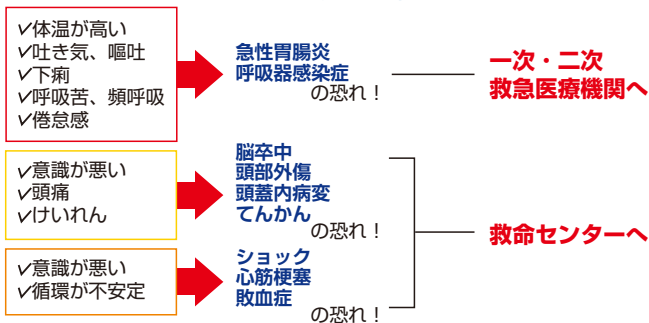 ✓体温が高い
✓吐き気、嘔吐
✓下痢
✓呼吸苦、頻呼吸
✓倦怠感
急性胃腸炎
呼吸器感染症
の恐れ!
一次・二次
救急医療機関へ
✓意識が悪い
✓頭痛
✓けいれん
脳卒中
頭部外傷
頭蓋内病変
てんかん
の恐れ!
✓意識が悪い
✓循環が不安定
ショック
心筋梗塞
敗血症
の恐れ!
救命センターへ